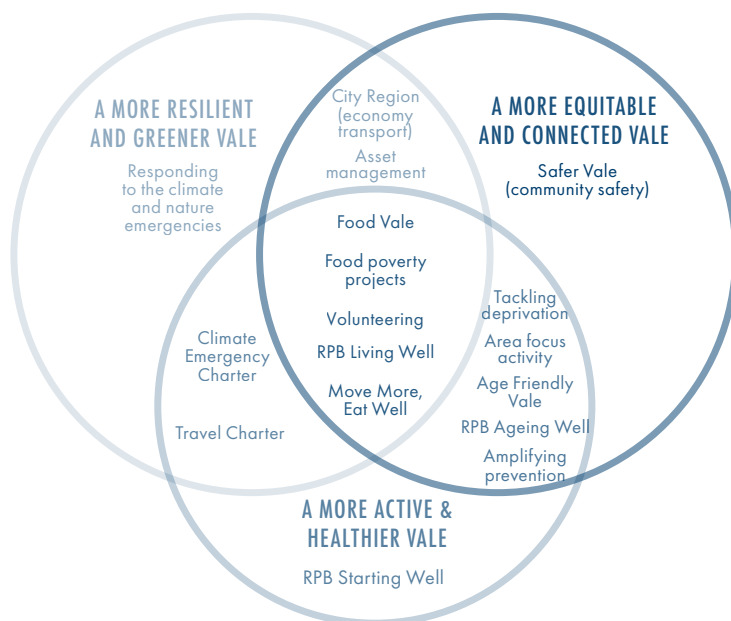 A MORE RESILIENT
AND GREENER VALE
Responding
to the climate
and nature
emergencies
City Region
(economy
transport)
Asset
management
A MORE EQUITABLE
AND CONNECTED VALE
Safer Vale
(community safety)
Food Vale
Food poverty
projects
Volunteering
RPB Living Well
Move More,
Eat Well
Climate
Emergency
Charter
Travel Charter
Tackling
deprivation
Area focus
activity
Age Friendly
Vale
RPB Ageing Well
Amplifying
prevention
A MORE ACTIVE &
HEALTHIER VALE
RPB Starting Well